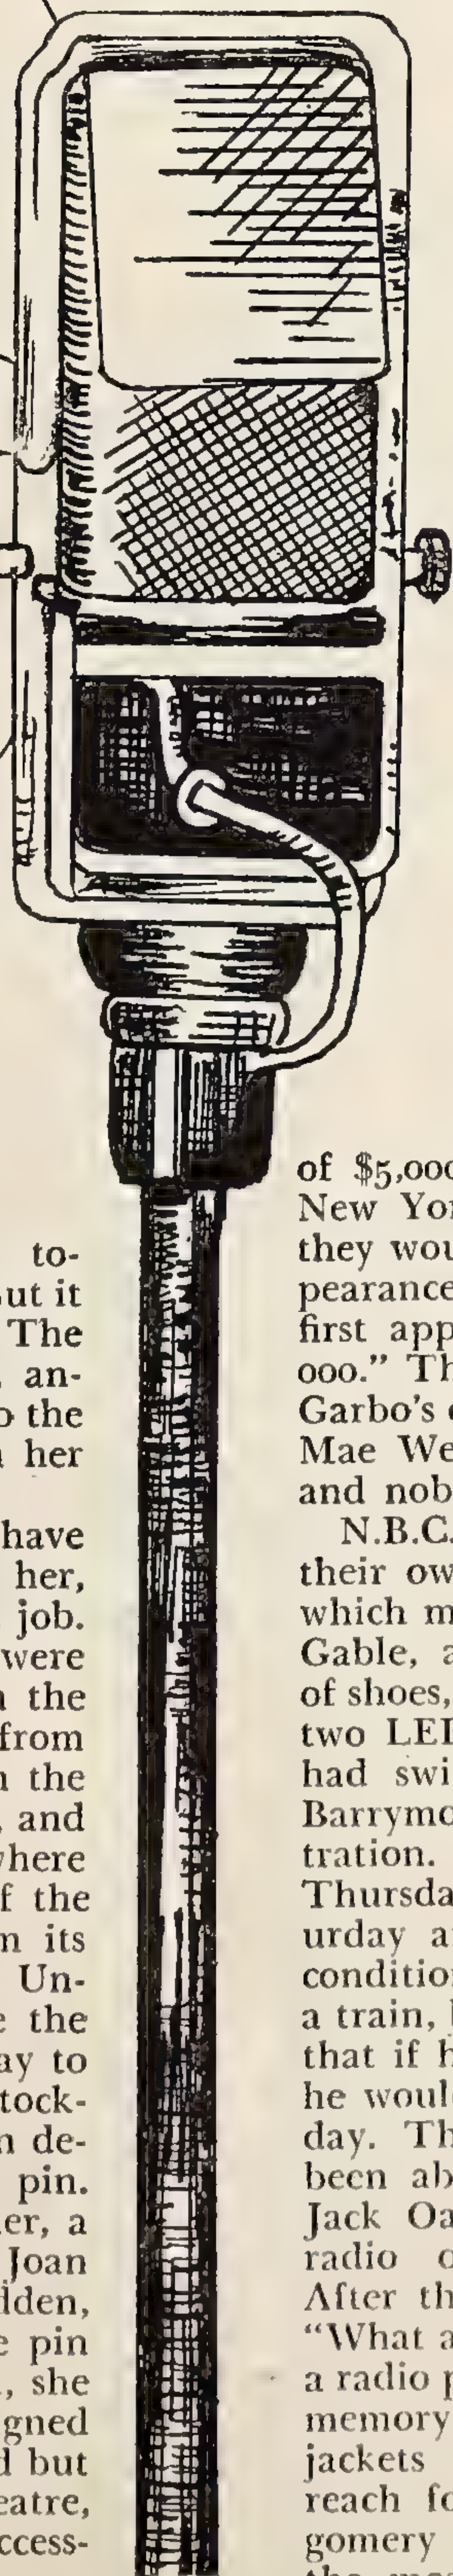 to-
ut it
The
an-
the
her
have
her,
job.
were
the
from
the
and
where
f the
n its
Un-
the
ay to
tock-
n de-
pin.
er, a
Joan
dden,
pin
she
gned
d but
eatre,
ccess-
of $5,000
New Yor
they wou
pearance
first app
000.” Th
Garbo's
Mae We
and nob
N.B.C.
their ow
which m
Gable, a
of shoes,
two LEI
had swi
Barrymo
tration.
Thursda
urday a
condition
a train,
that if h
he would
day. Th
been ab
Jack Oa
radio o
After th
“What a
a radio p
memory
jackets
reach fo
gomery